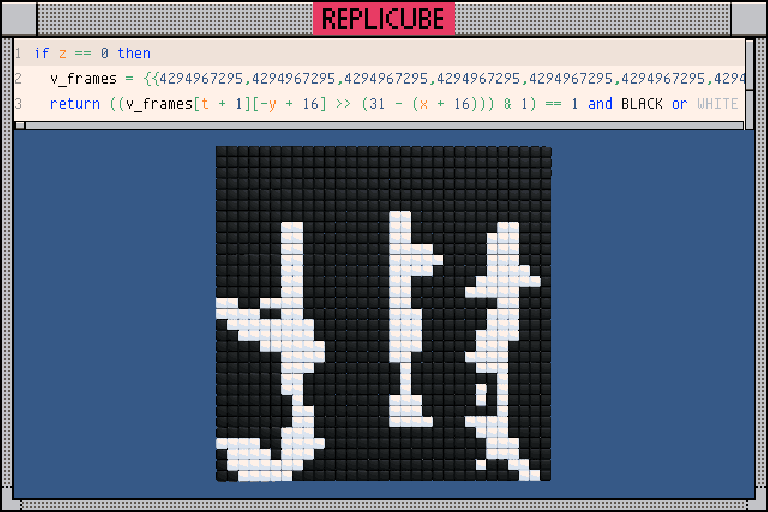 REPLICUBE
1 if z == 0 then
2 v_frames = {{4294967295,4294967295,4294967295,4294967295,4294967295,4294967295,4294
3 return ((v_frames[t + 1][-y + 16] >> (31 - (x + 16))) & 1) == 1 and BLACK or WHITE